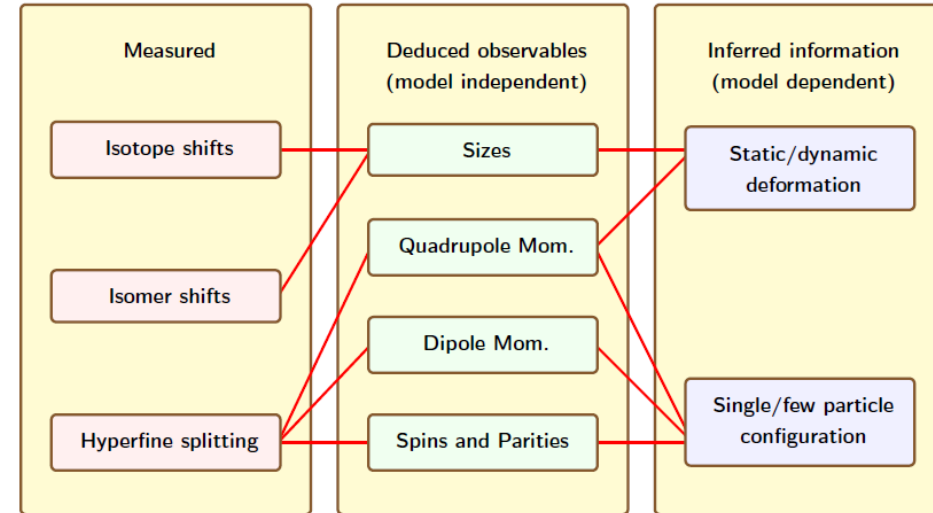 Measured
Isotope shifts
Isomer shifts
Hyperfine splitting
Deduced observables
(model independent)
Sizes
Quadrupole Mom.
Dipole Mom.
Spins and Parities
Inferred information
(model dependent)
Static/dynamic
deformation
Single/few particle
configuration